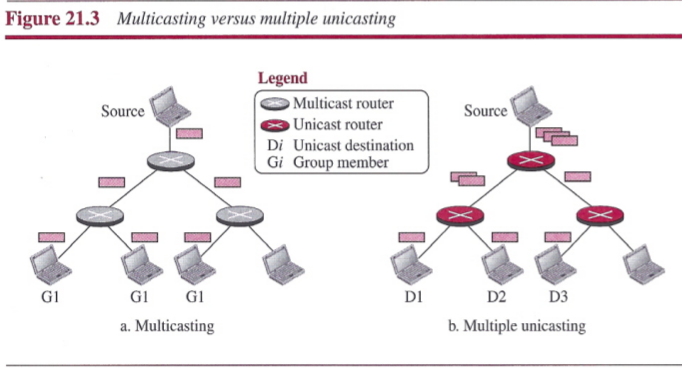 Figure 21.3 Multicasting versus multiple unicasting
Legend
Multicast router
Unicast router
Di Unicast destination
Gi Group member
Source
G1 G1 G1
a. Multicasting
Source
D1 D2 D3
b. Multiple unicasting